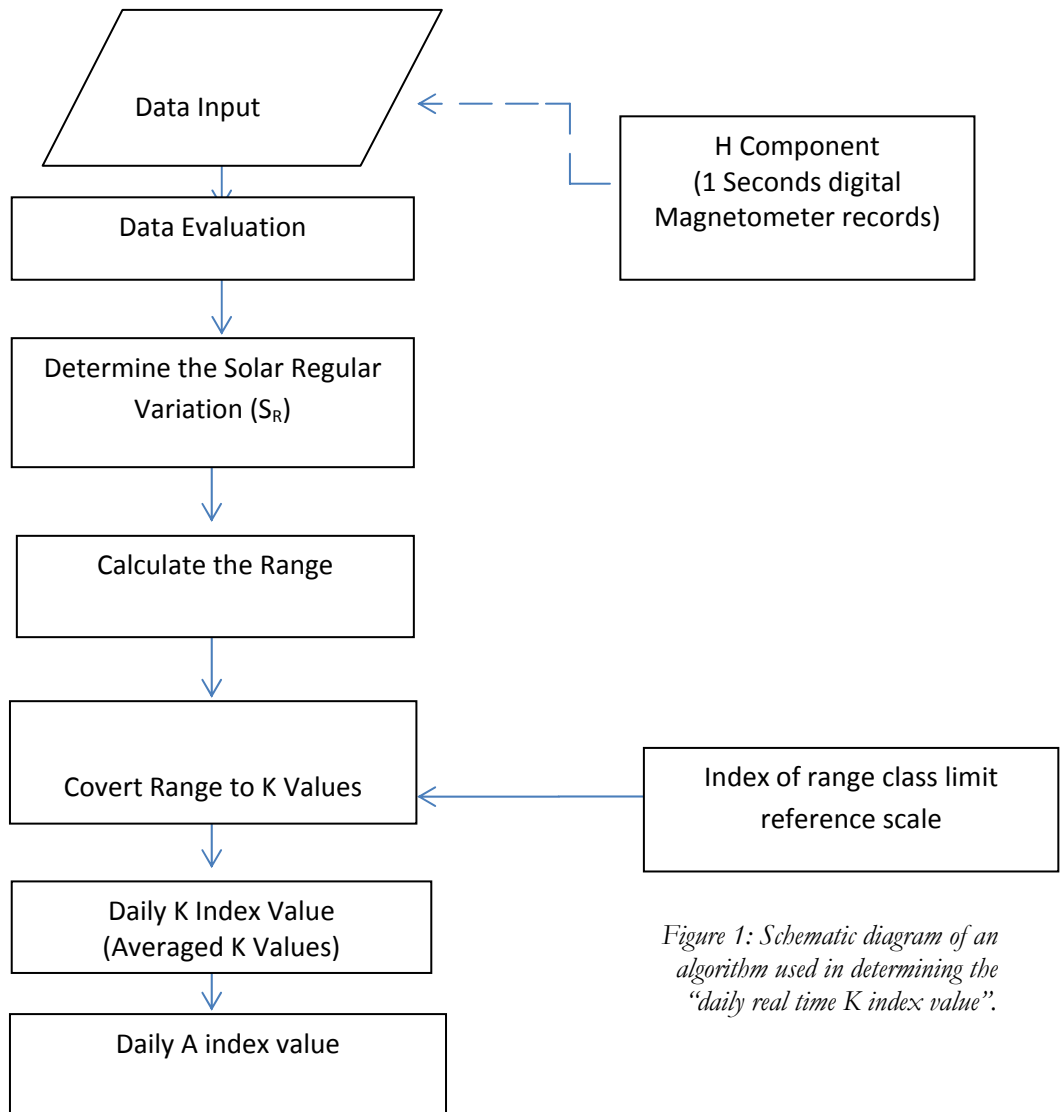 Data Input
H Component
(1 Seconds digital
Magnetometer records)
Data Evaluation
Determine the Solar Regular
Variation (SR)
Calculate the Range
Covert Range to K Values
Index of range class limit
reference scale
Daily K Index Value
(Averaged K Values)
Figure 1: Schematic diagram of an
algorithm used in determining the
“daily real time K index value”.
Daily A index value